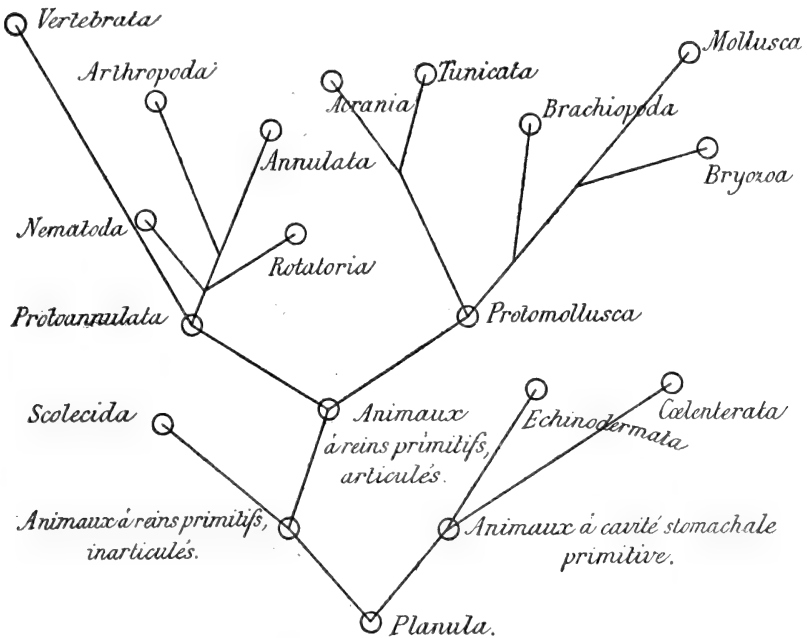 Vertebrata
Mollusca
Arthropoda
Tunicata
Acrania
Brachiopoda
Annulata
Bryozoa
Nematoda
Rotatoria
Protoannulata
Protomollusca
Scolecida
Animaux
à reins primitifs,
articulés.
Echinodermata
Cœlenterata
Animaux à reins primitifs,
inarticulés.
Animaux à cavité stomachale
primitive.
Planula.